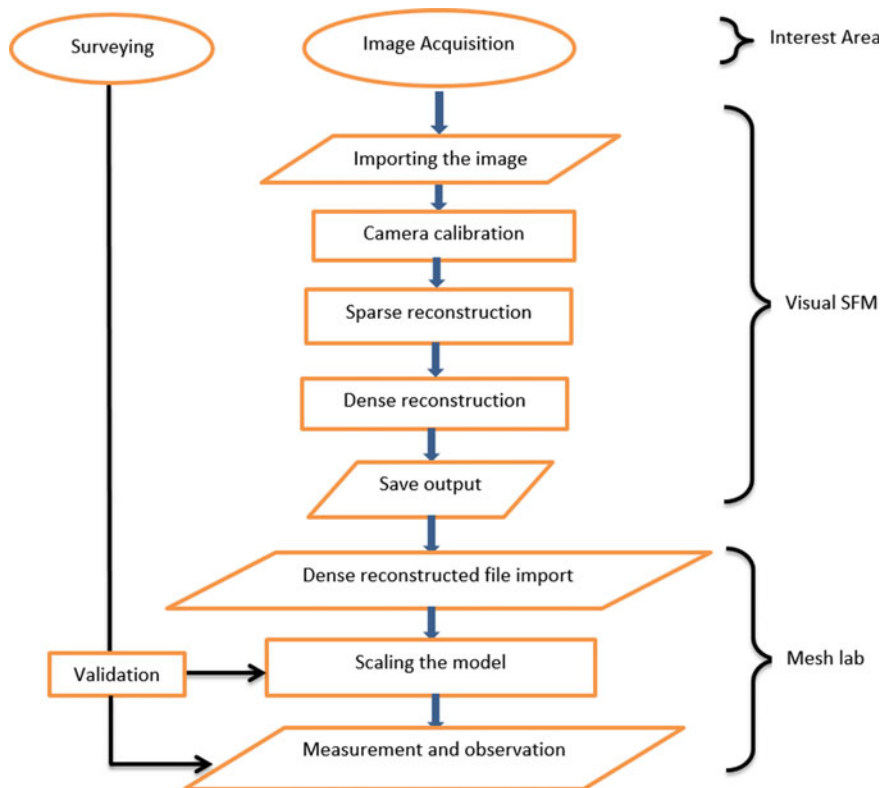 Surveying
Image Acquisition
Interest Area
Importing the image
Camera calibration
Sparse reconstruction
Visual SFM
Dense reconstruction
Save output
Dense reconstructed file import
Validation
Scaling the model
Mesh lab
Measurement and observation